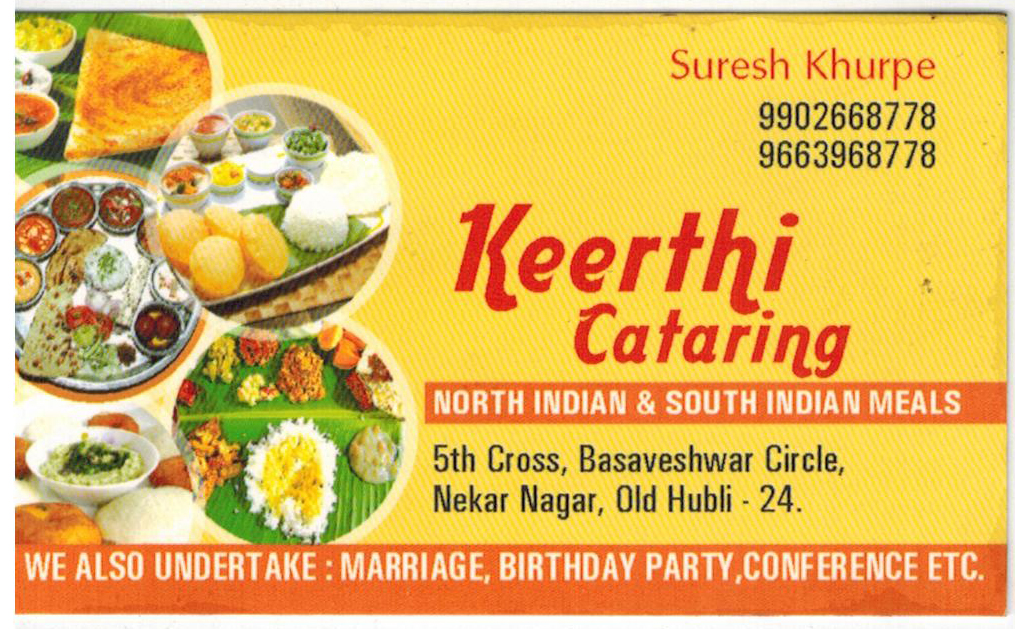 Suresh Khurpe
9902668778
9663968778
Keerthi
Cataring
NORTH INDIAN & SOUTH INDIAN MEALS
5th Cross, Basaveshwar Circle,
Nekar Nagar, Old Hubli - 24.
WE ALSO UNDERTAKE : MARRIAGE, BIRTHDAY PARTY,CONFERENCE ETC.